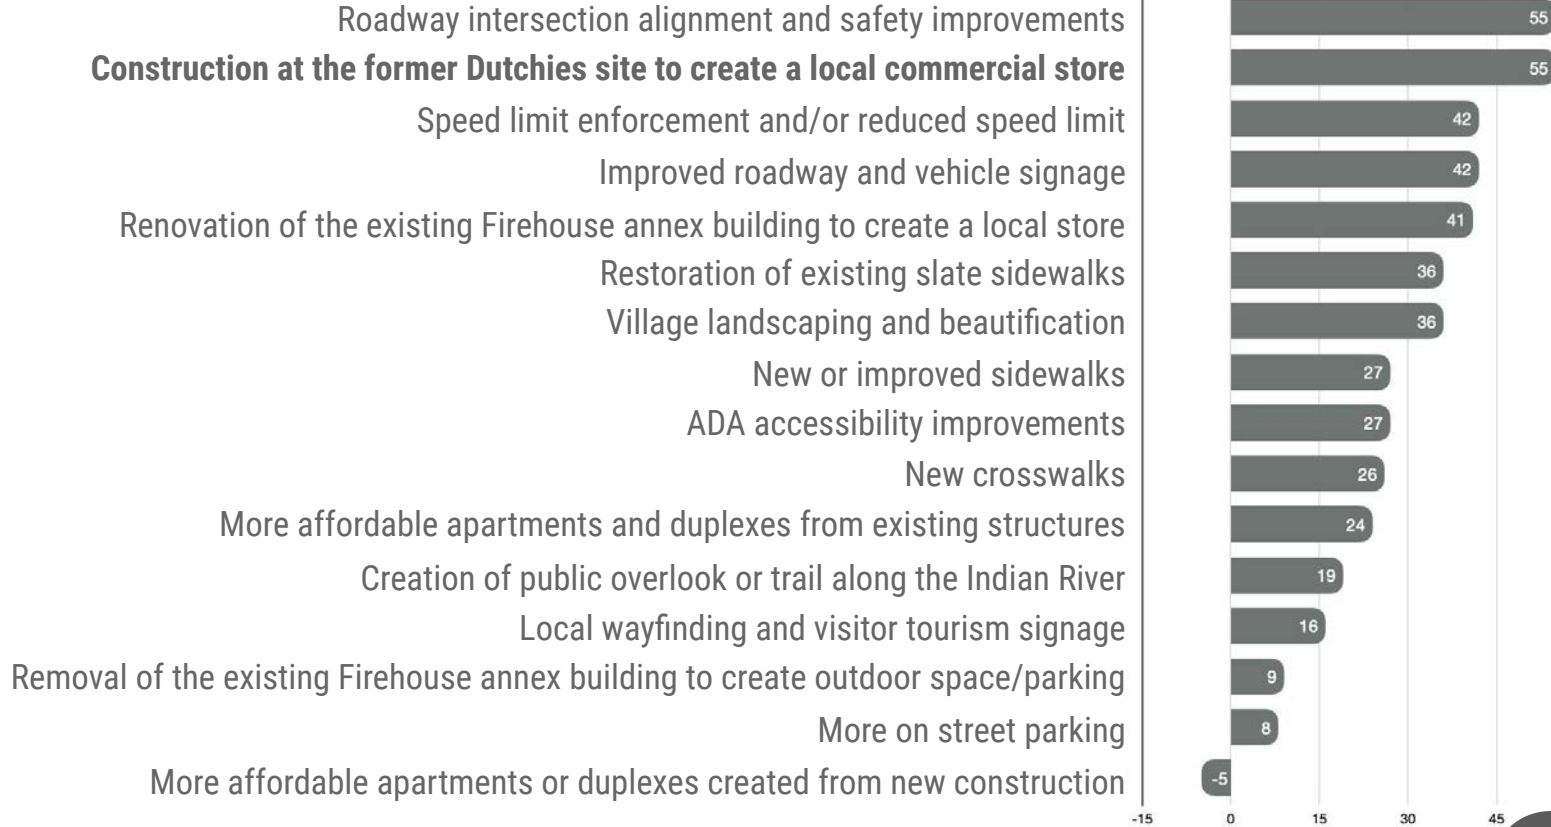 Roadway intersection alignment and safety improvements 55
Construction at the former Dutchies site to create a local commercial store 55
Speed limit enforcement and/or reduced speed limit 42
Improved roadway and vehicle signage 42
Renovation of the existing Firehouse annex building to create a local store 41
Restoration of existing slate sidewalks 36
Village landscaping and beautification 36
New or improved sidewalks 27
ADA accessibility improvements 27
New crosswalks 26
More affordable apartments and duplexes from existing structures 24
Creation of public overlook or trail along the Indian River 19
Local wayfinding and visitor tourism signage 16
Removal of the existing Firehouse annex building to create outdoor space/parking 9
More on street parking 8
More affordable apartments or duplexes created from new construction -5
-15 0 15 30 45